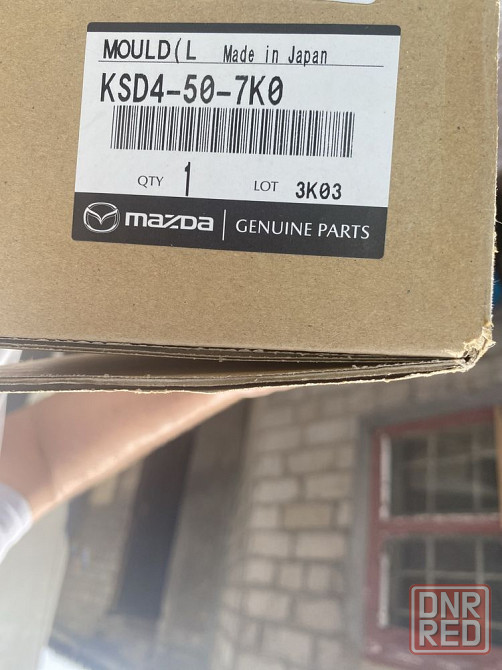 MOULD(L Made in Japan
KSD4-50-7K0
QTY 1 LOT 3K03
mazda GENUINE PARTS
DNR
RED